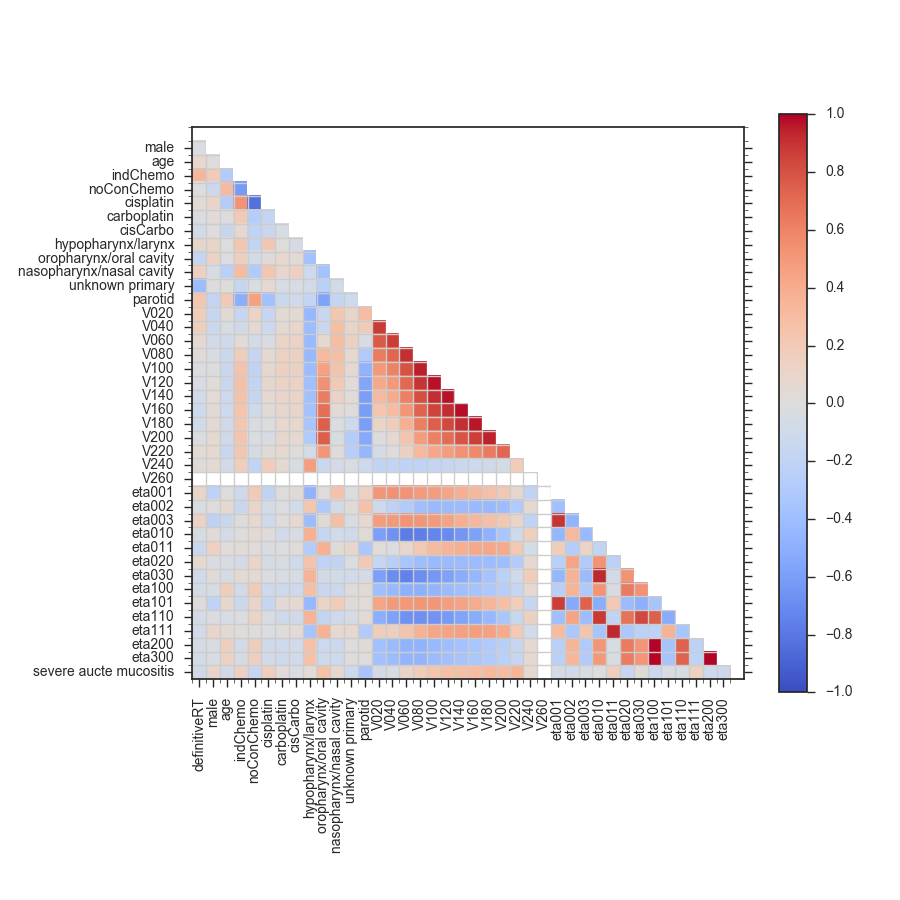 male
age
indChemo
noConChemo
cisplatin
carboplatin
cisCarbo
hypopharynx/larynx
oropharynx/oral cavity
nasopharynx/nasal cavity
unknown primary
parotid
V020
V040
V060
V080
V100
V120
V140
V160
V180
V200
V220
V240
V260
eta001
eta002
eta003
eta010
eta011
eta020
eta030
eta100
eta101
eta110
eta111
eta200
eta300
severe aucte mucositis
definitiveRT
male
age
indChemo
noConChemo
cisplatin
carboplatin
cisCarbo
hypopharynx/larynx
oropharynx/oral cavity
nasopharynx/nasal cavity
unknown primary
parotid
V020
V040
V060
V080
V100
V120
V140
V160
V180
V200
V220
V240
V260
eta001
eta002
eta003
eta010
eta011
eta020
eta030
eta100
eta101
eta110
eta111
eta200
eta300
1.0
0.8
0.6
0.4
0.2
0.0
−0.2
−0.4
−0.6
−0.8
−1.0